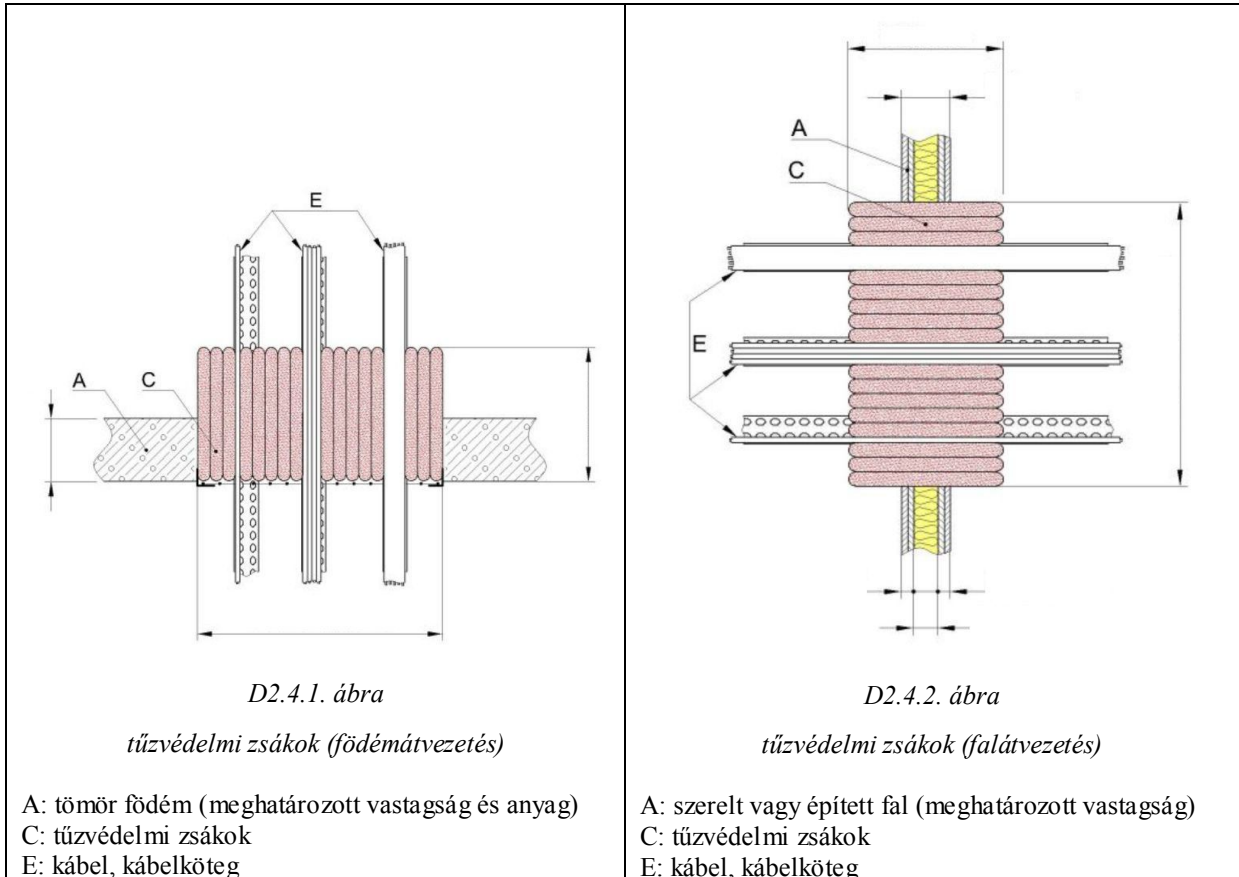 E
A
C
D2.4.1. ábra
tűzvédelmi zsákok (födémátvezetés)
A: tömör födém (meghatározott vastagság és anyag)
C: tűzvédelmi zsákok
E: kábel, kábelköteg
A
C
E
D2.4.2. ábra
tűzvédelmi zsákok (falátvezetés)
A: szerelt vagy épített fal (meghatározott vastagság)
C: tűzvédelmi zsákok
E: kábel, kábelköteg